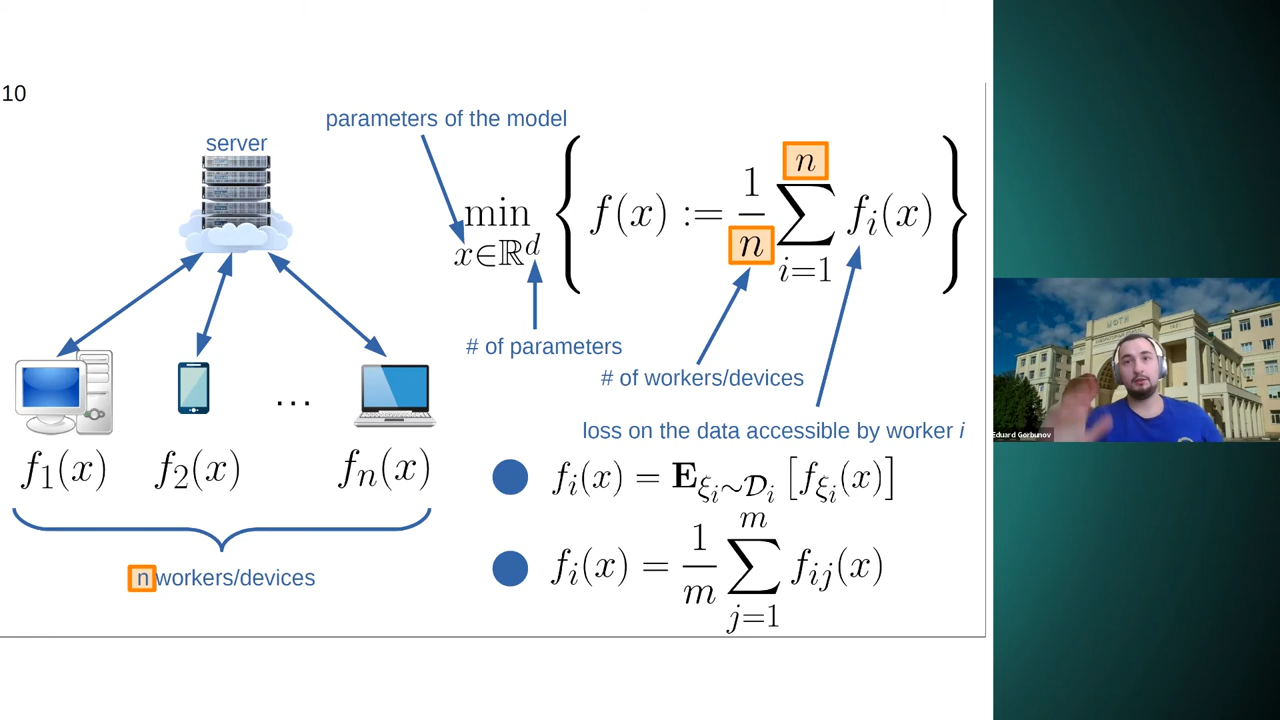 10
server
parameters of the model
min x∈ℝ^d { f(x) := 1/n ∑_{i=1}^{n} f_i(x) }
# of parameters
# of workers/devices
loss on the data accessible by worker i
...
f_1(x) f_2(x) f_n(x)
n workers/devices
f_i(x) = E_{ξ_i∼𝒟_i} [f_{ξ_i}(x)]
f_i(x) = 1/m ∑_{j=1}^{m} f_{ij}(x)
МФТИ
Eduard Gorbunov